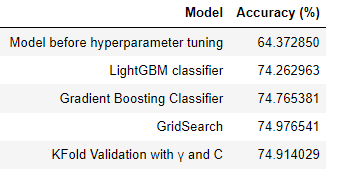 Model Accuracy (%)
Model before hyperparameter tuning 64.372850
LightGBM classifier 74.262963
Gradient Boosting Classifier 74.765381
GridSearch 74.976541
KFold Validation with γ and C 74.914029